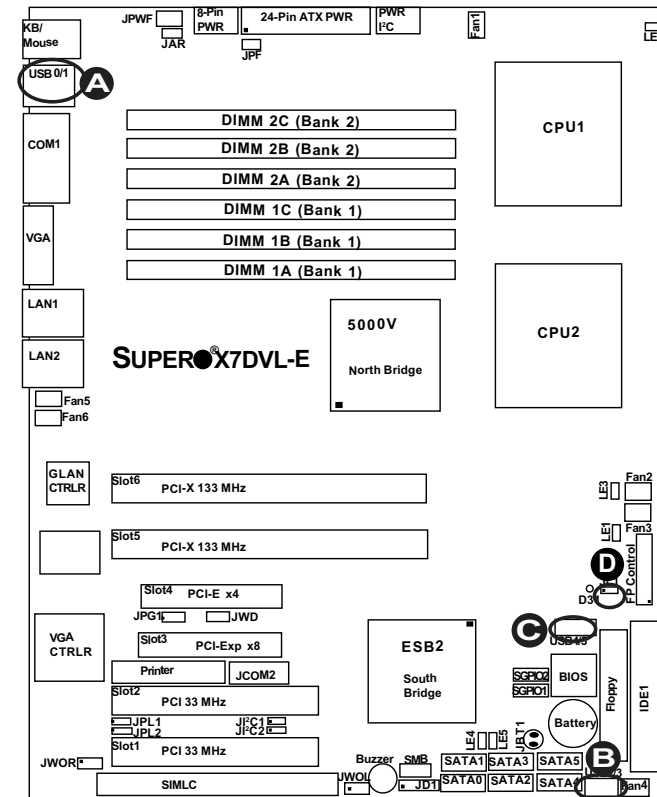 KB/
Mouse
JPWF
JAR
8-Pin
PWR
24-Pin ATX PWR
JPF
PWR
I²C
Fan1
LE
USB 0/1
A
COM1
DIMM 2C (Bank 2)
DIMM 2B (Bank 2)
DIMM 2A (Bank 2)
DIMM 1C (Bank 1)
DIMM 1B (Bank 1)
DIMM 1A (Bank 1)
CPU1
VGA
LAN1
LAN2
SUPER®X7DVL-E
5000V
North Bridge
CPU2
Fan5
Fan6
GLAN
CTRLR
Slot6
PCI-X 133 MHz
Slot5
PCI-X 133 MHz
LE3
Fan2
LE1
Fan3
FP Control
D
D31
Slot4
PCI-E x4
JPG1
JWD
VGA
CTRLR
Slot3
PCI-Exp x8
Printer
JCOM2
ESB2
South
Bridge
C
USB4/5
SGPIO2
SGPIO1
BIOS
Floppy
IDE1
Slot2
PCI 33 MHz
JPL1
JPL2
JI²C1
JI²C2
Battery
LE4
LE5
JBT1
Slot1
PCI 33 MHz
JWOR
SIMLC
JWOL
Buzzer
SMB
JD1
SATA1
SATA3
SATA5
SATA0
SATA2
SATA4
B
Fan4